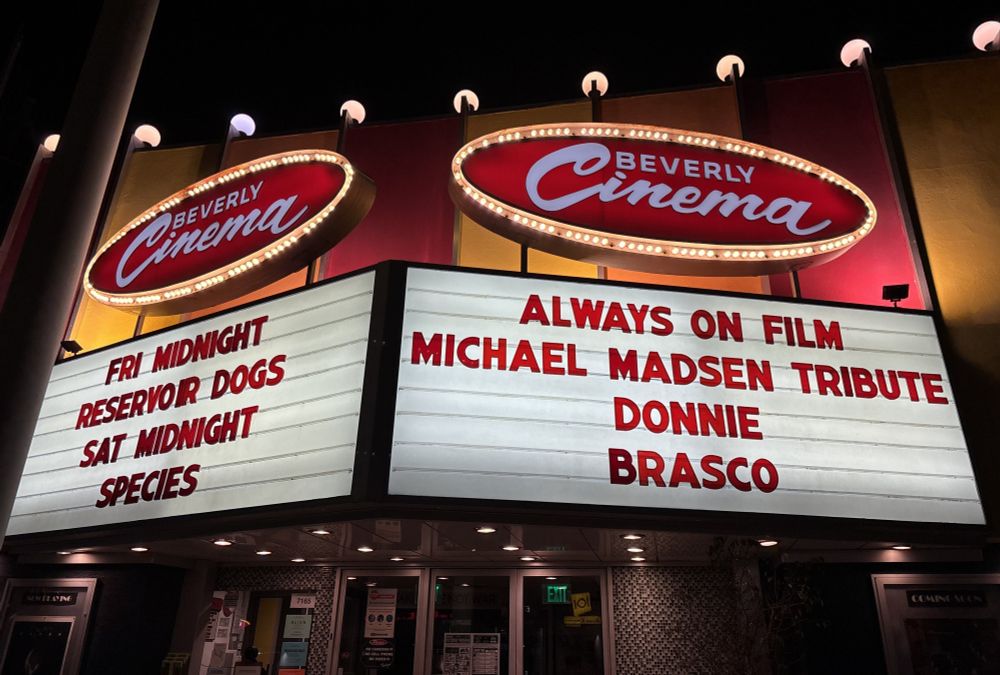 BEVERLY
Cinema
BEVERLY
Cinema
FRI MIDNIGHT
RESERVOIR DOGS
SAT MIDNIGHT
SPECIES
ALWAYS ON FILM
MICHAEL MADSEN TRIBUTE
DONNIE
BRASCO
NOW PLAYING
7165
EXIT
COMING SOON